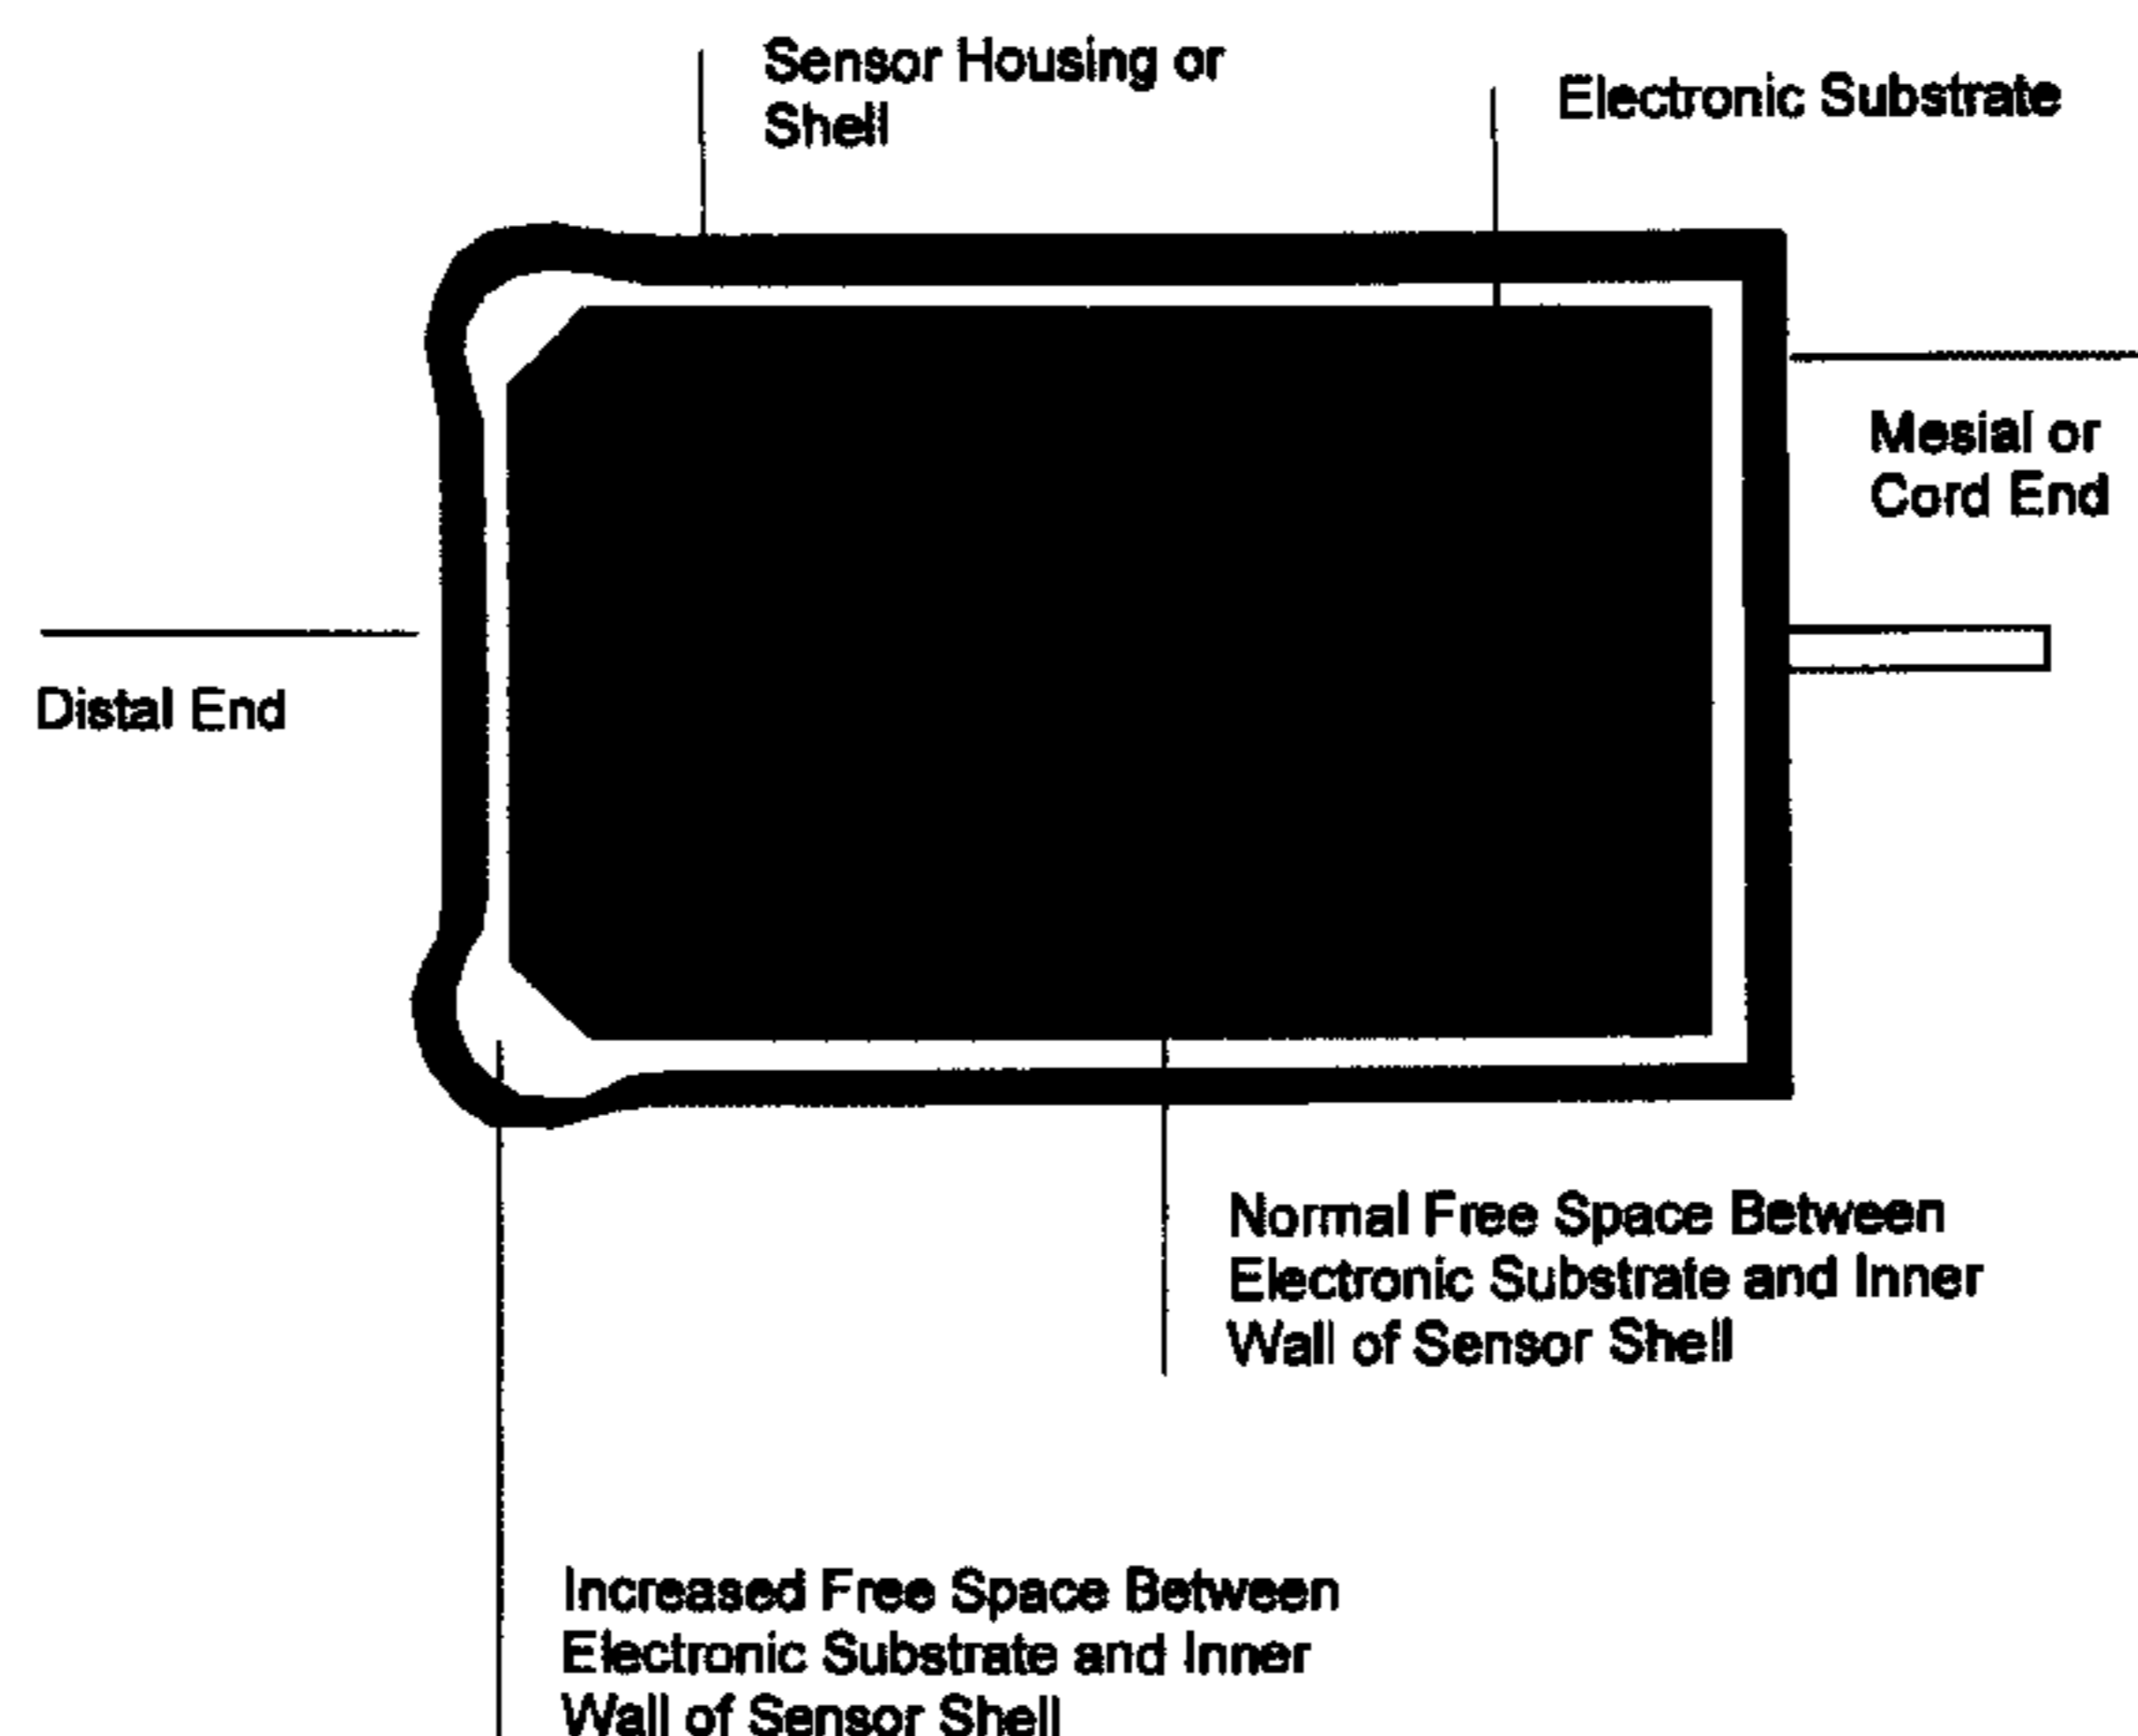 Sensor Housing or
Shell
Electronic Substrate
Mesial or
Cord End
Distal End
Normal Free Space Between
Electronic Substrate and Inner
Wall of Sensor Shell
Increased Free Space Between
Electronic Substrate and Inner
Wall of Sensor Shell